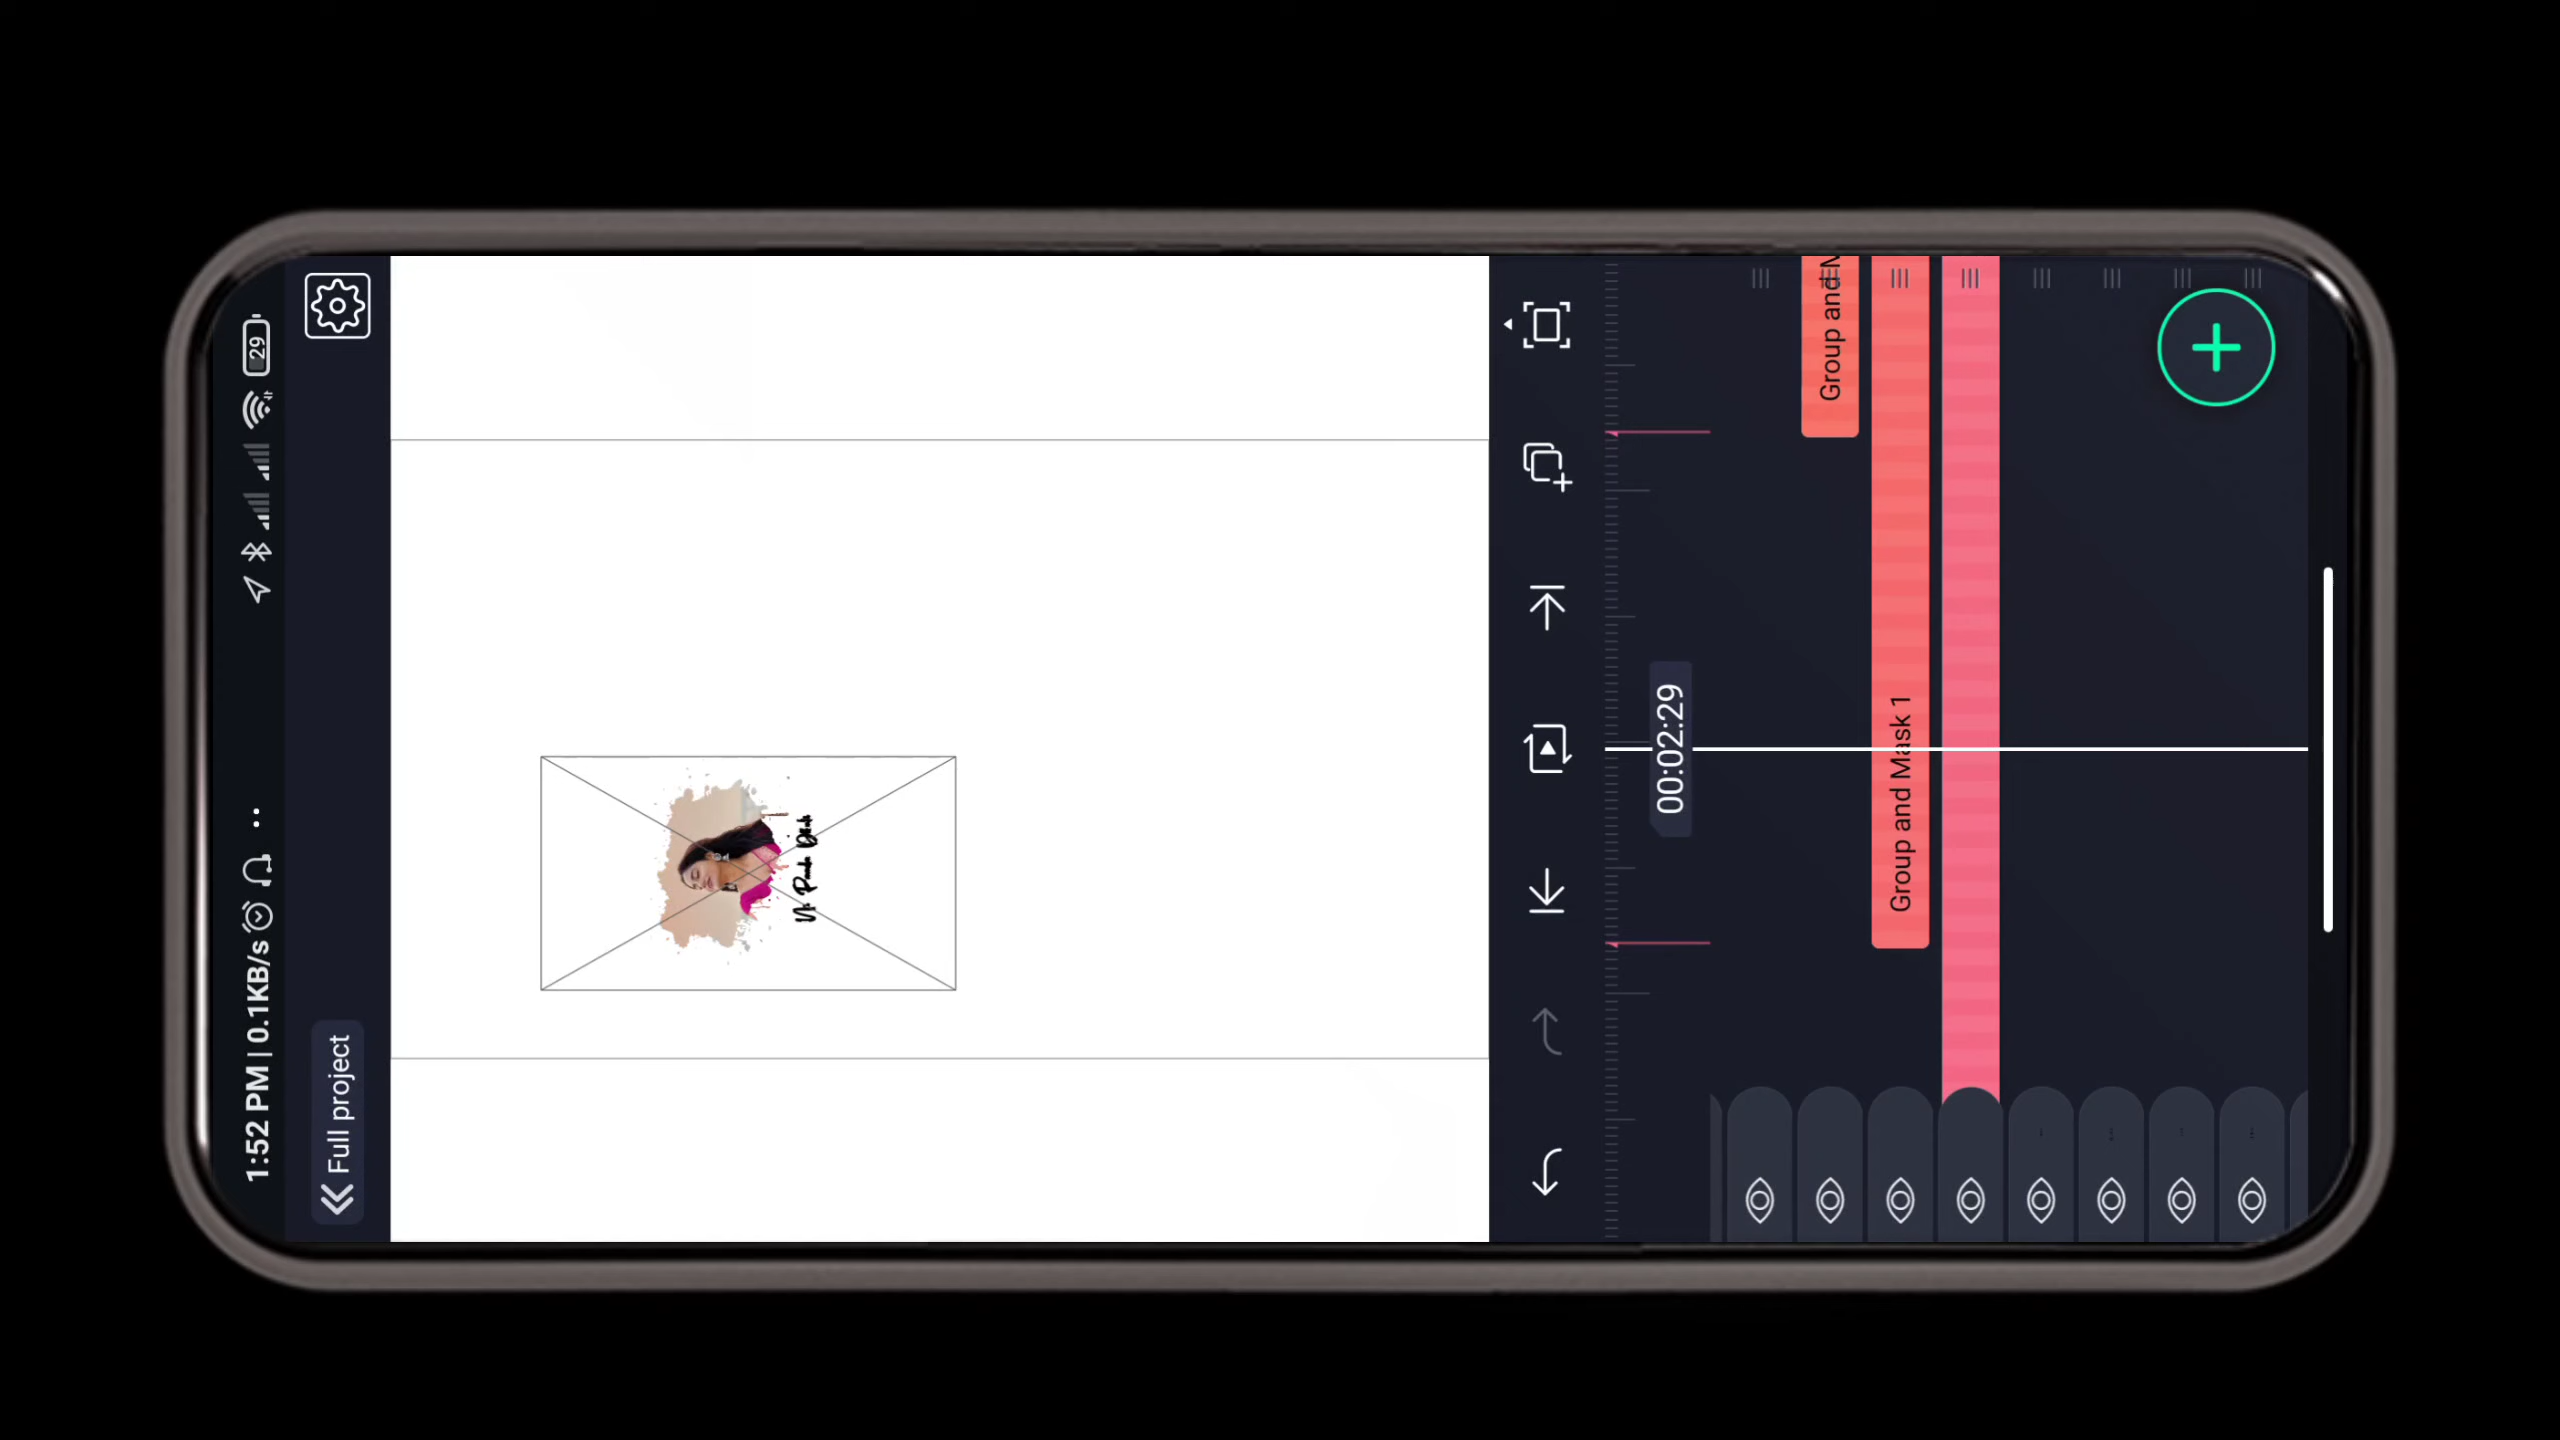 1:52 PM | 0.1KB/s
29
Full project
00:02:29
Group and M
Group and Mask 1